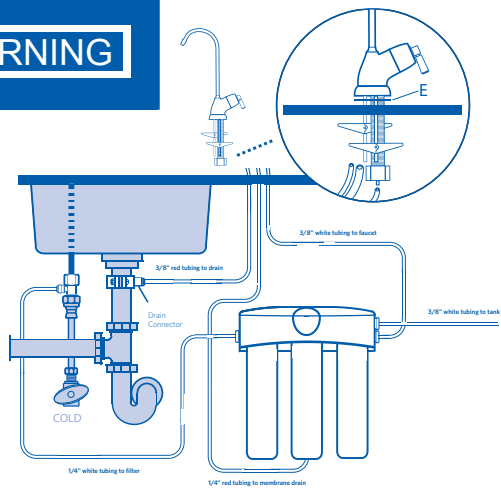 RNING
E
3/8" white tubing to faucet
3/8" red tubing to drain
3/8" white tubing to tank
Drain
Connector
COLD
1/4" white tubing to filter
1/4" red tubing to membrane drain